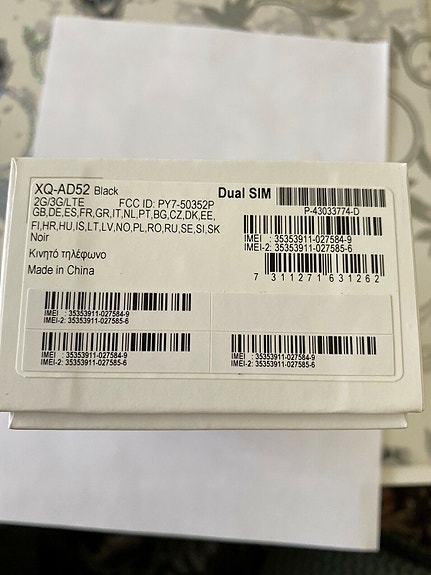 XQ-AD52 Black
2G/3G/LTE FCC ID: PY7-50352P
GB,DE,ES,FR,GR,IT,NL,PT,BG,CZ,DK,EE,
FI,HR,HU,IS,LT,LV,NO,PL,RO,RU,SE,SI,SK
Noir
Κινητό τηλέφωνο
Made in China
Dual SIM
P-43033774-D
IMEI : 35353911-027584-9
IMEI-2: 35353911-027585-6
7 311271 631262
IMEI : 35353911-027584-9
IMEI-2: 35353911-027585-6
IMEI : 35353911-027584-9
IMEI-2: 35353911-027585-6
IMEI : 35353911-027584-9
IMEI-2: 35353911-027585-6